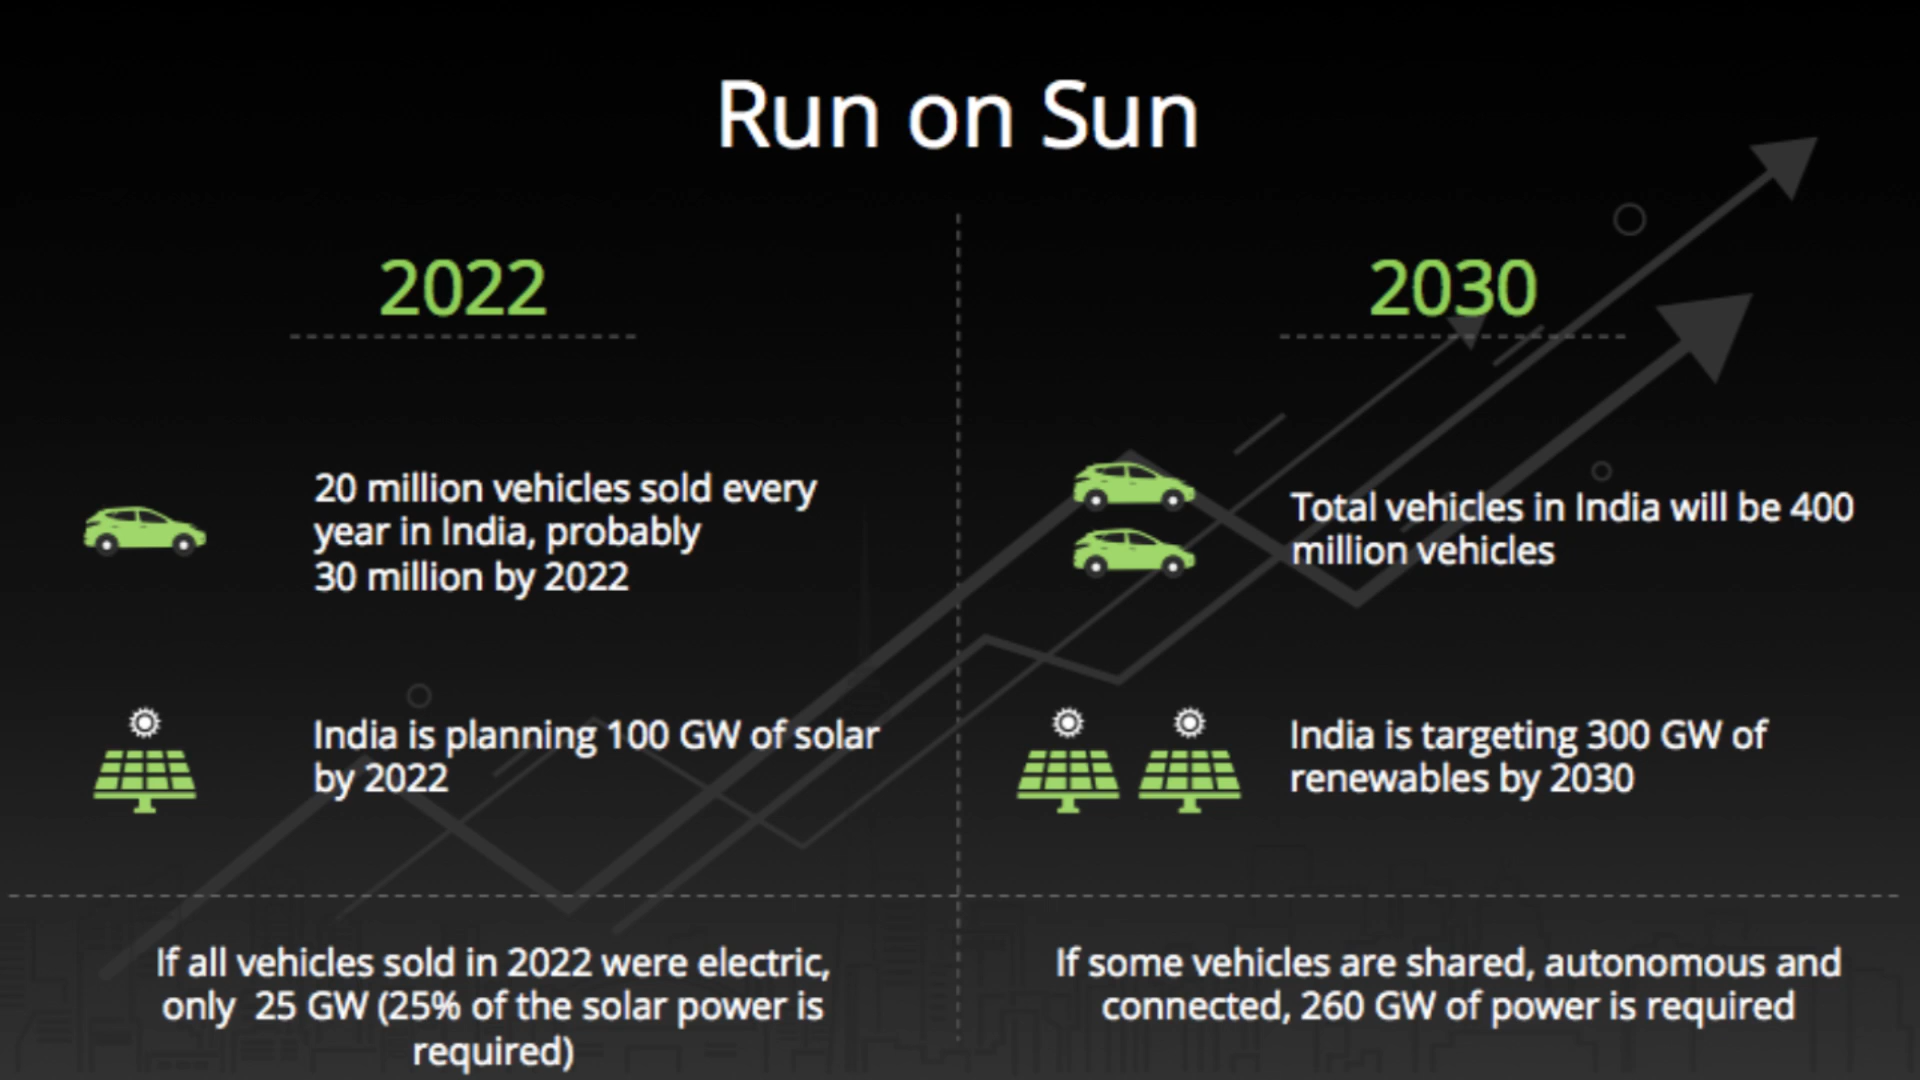 Run on Sun
2022
20 million vehicles sold every
year in India, probably
30 million by 2022
India is planning 100 GW of solar
by 2022
If all vehicles sold in 2022 were electric,
only 25 GW (25% of the solar power is
required)
2030
Total vehicles in India will be 400
million vehicles
India is targeting 300 GW of
renewables by 2030
If some vehicles are shared, autonomous and
connected, 260 GW of power is required